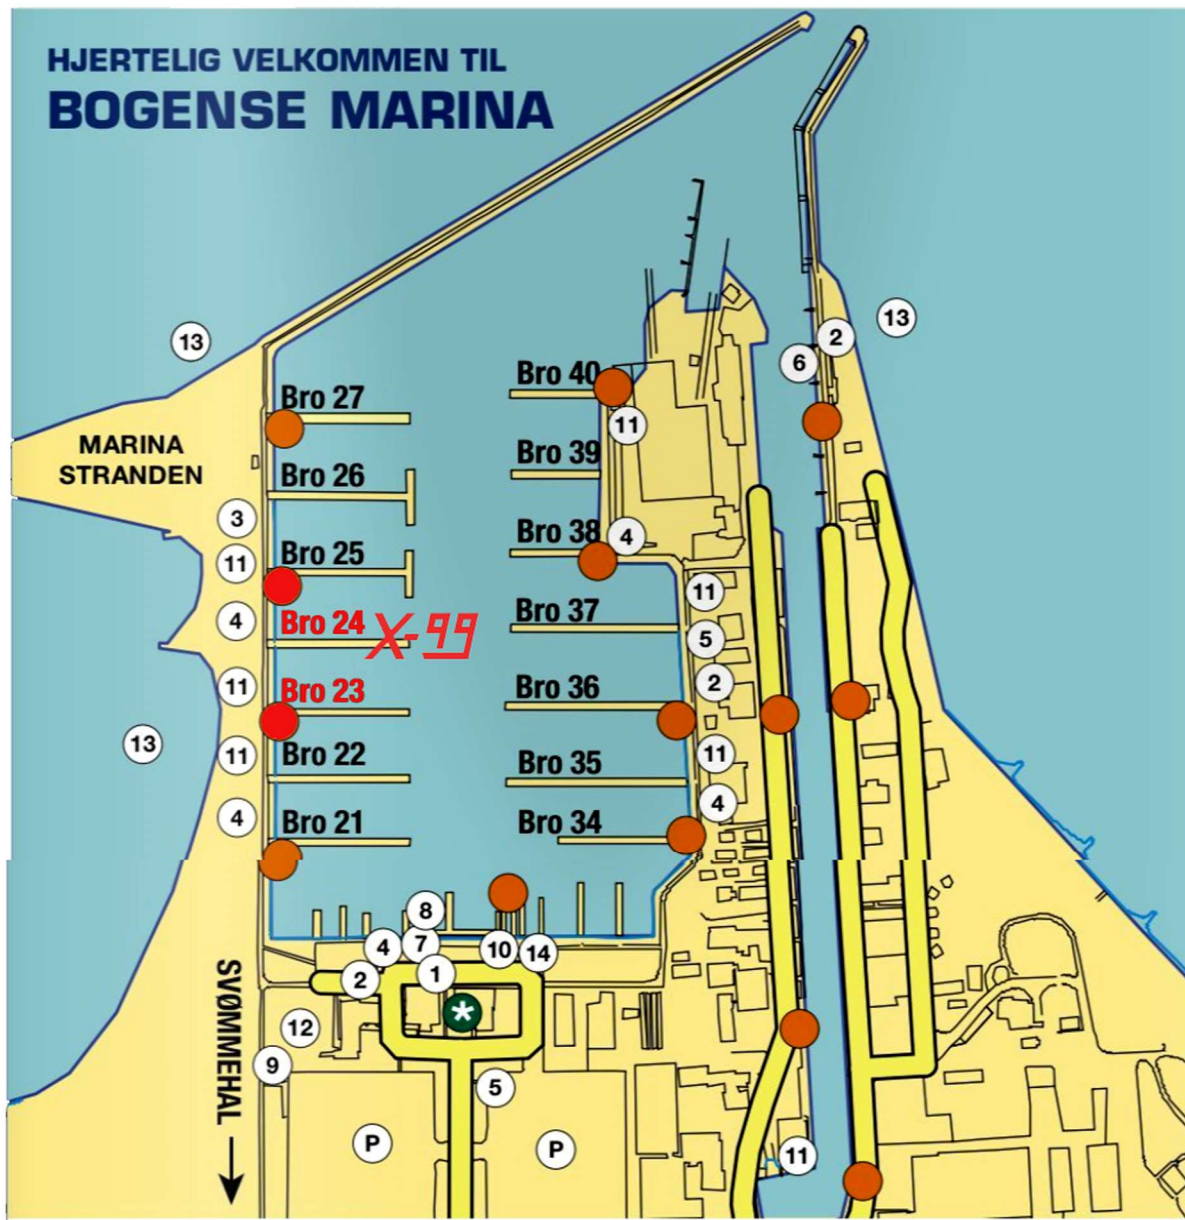 HJERTELIG VELKOMMEN TIL
BOGENSE MARINA
13
13
2
6
Bro 27
Bro 40
11
MARINA
STRANDEN
Bro 26
Bro 39
3
11
Bro 25
Bro 38
4
4
Bro 24
X-99
Bro 37
11
5
11
Bro 23
Bro 36
2
13
11
Bro 22
Bro 35
11
4
Bro 21
Bro 34
4
8
4
7
10
14
2
1
*
12
9
5
SVØMMEHAL
P
P
11